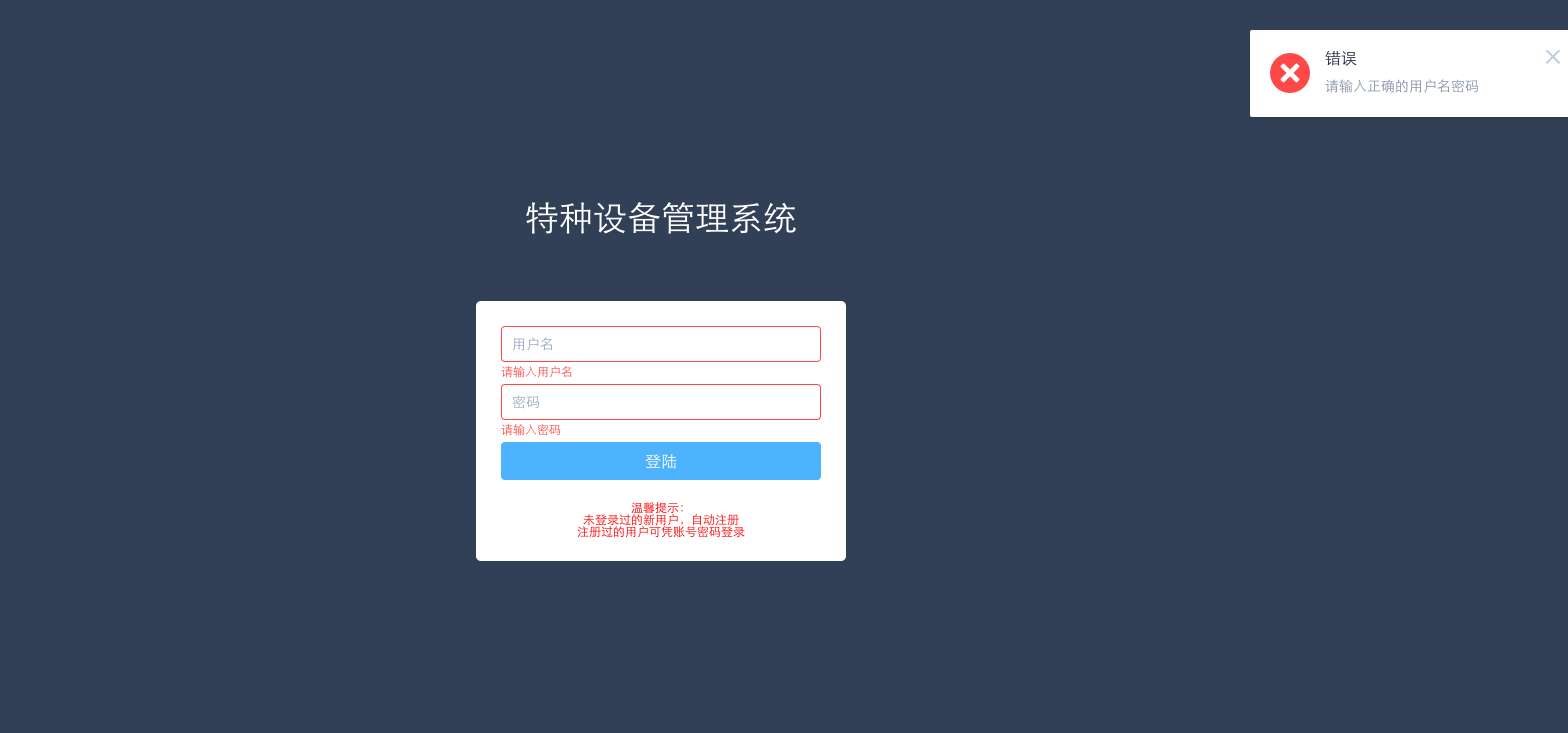 错误
请输入正确的用户名密码
特种设备管理系统
用户名
请输入用户名
密码
请输入密码
登陆
温馨提示：
未登录过的新用户，自动注册
注册过的用户可凭账号密码登录